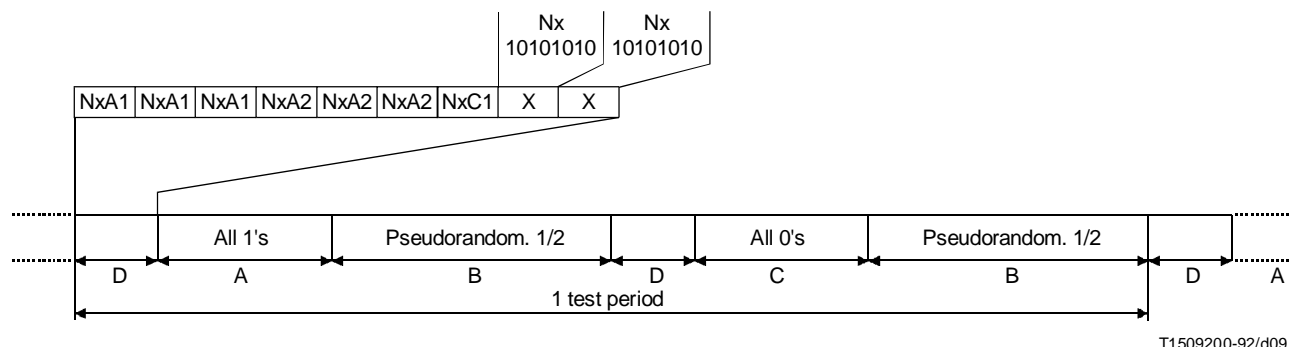 Nx Nx
10101010 10101010
NxA1 NxA1 NxA1 NxA2 NxA2 NxA2 NxC1 X X
All 1's Pseudorandom. 1/2 All 0's Pseudorandom. 1/2
D A B D C B D A
1 test period
T1509200-92/d09